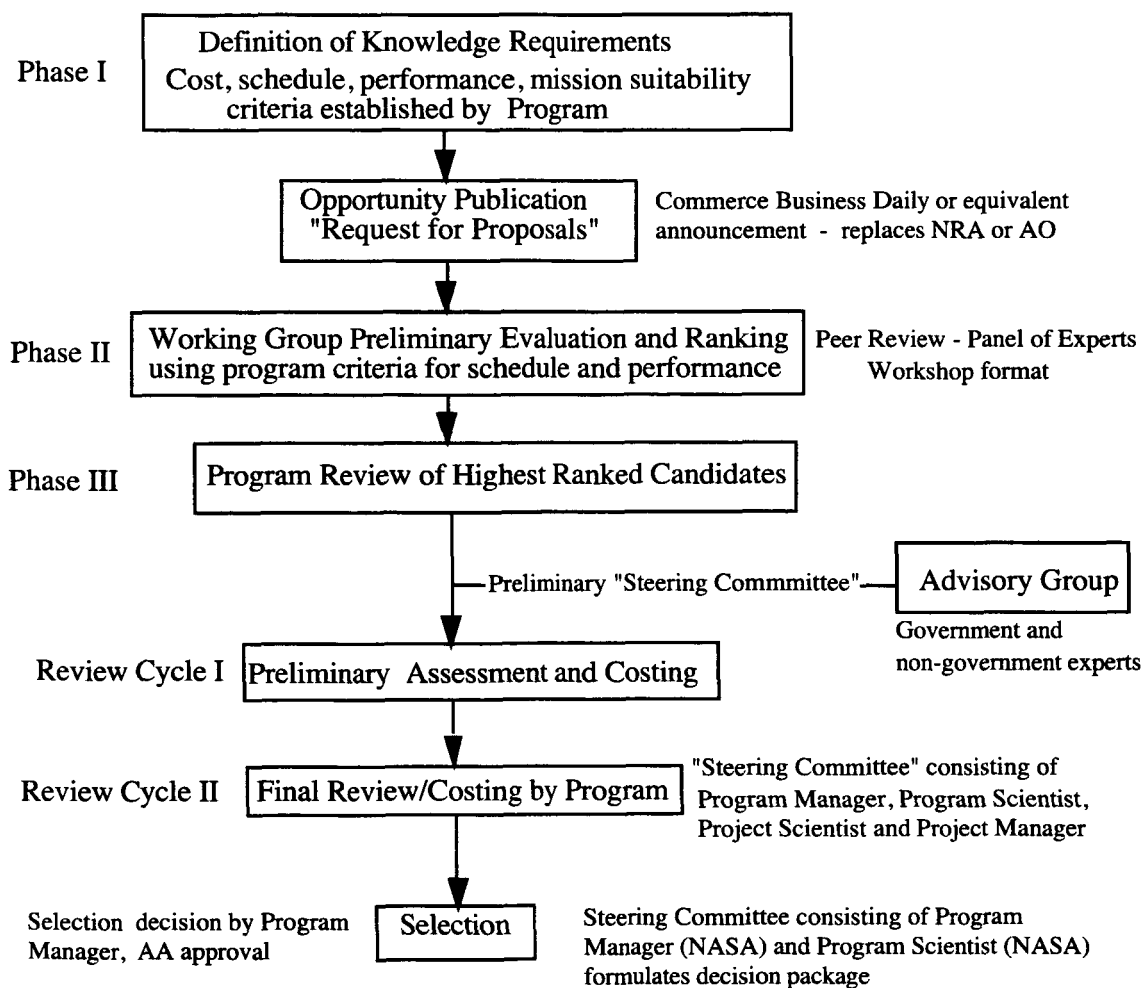 Phase I
Definition of Knowledge Requirements
Cost, schedule, performance, mission suitability
criteria established by Program
Opportunity Publication
"Request for Proposals"
Commerce Business Daily or equivalent
announcement - replaces NRA or AO
Phase II
Working Group Preliminary Evaluation and Ranking
using program criteria for schedule and performance
Peer Review - Panel of Experts
Workshop format
Phase III
Program Review of Highest Ranked Candidates
Preliminary "Steering Commmittee"
Advisory Group
Government and
non-government experts
Review Cycle I
Preliminary Assessment and Costing
Review Cycle II
Final Review/Costing by Program
"Steering Committee" consisting of
Program Manager, Program Scientist,
Project Scientist and Project Manager
Selection decision by Program
Manager, AA approval
Selection
Steering Committee consisting of Program
Manager (NASA) and Program Scientist (NASA)
formulates decision package